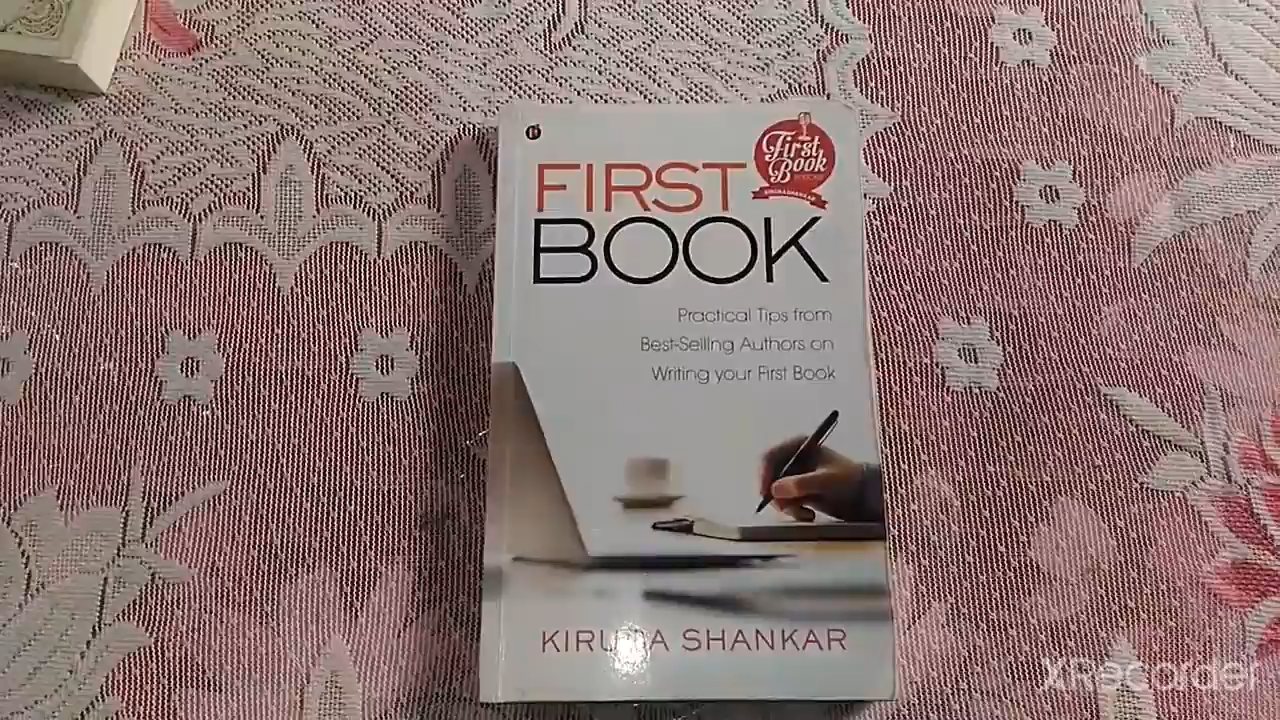 First
Book
FIRST
BOOK
Practical Tips from
Best-Selling Authors on
Writing your First Book
SHANKAR
XRecorder